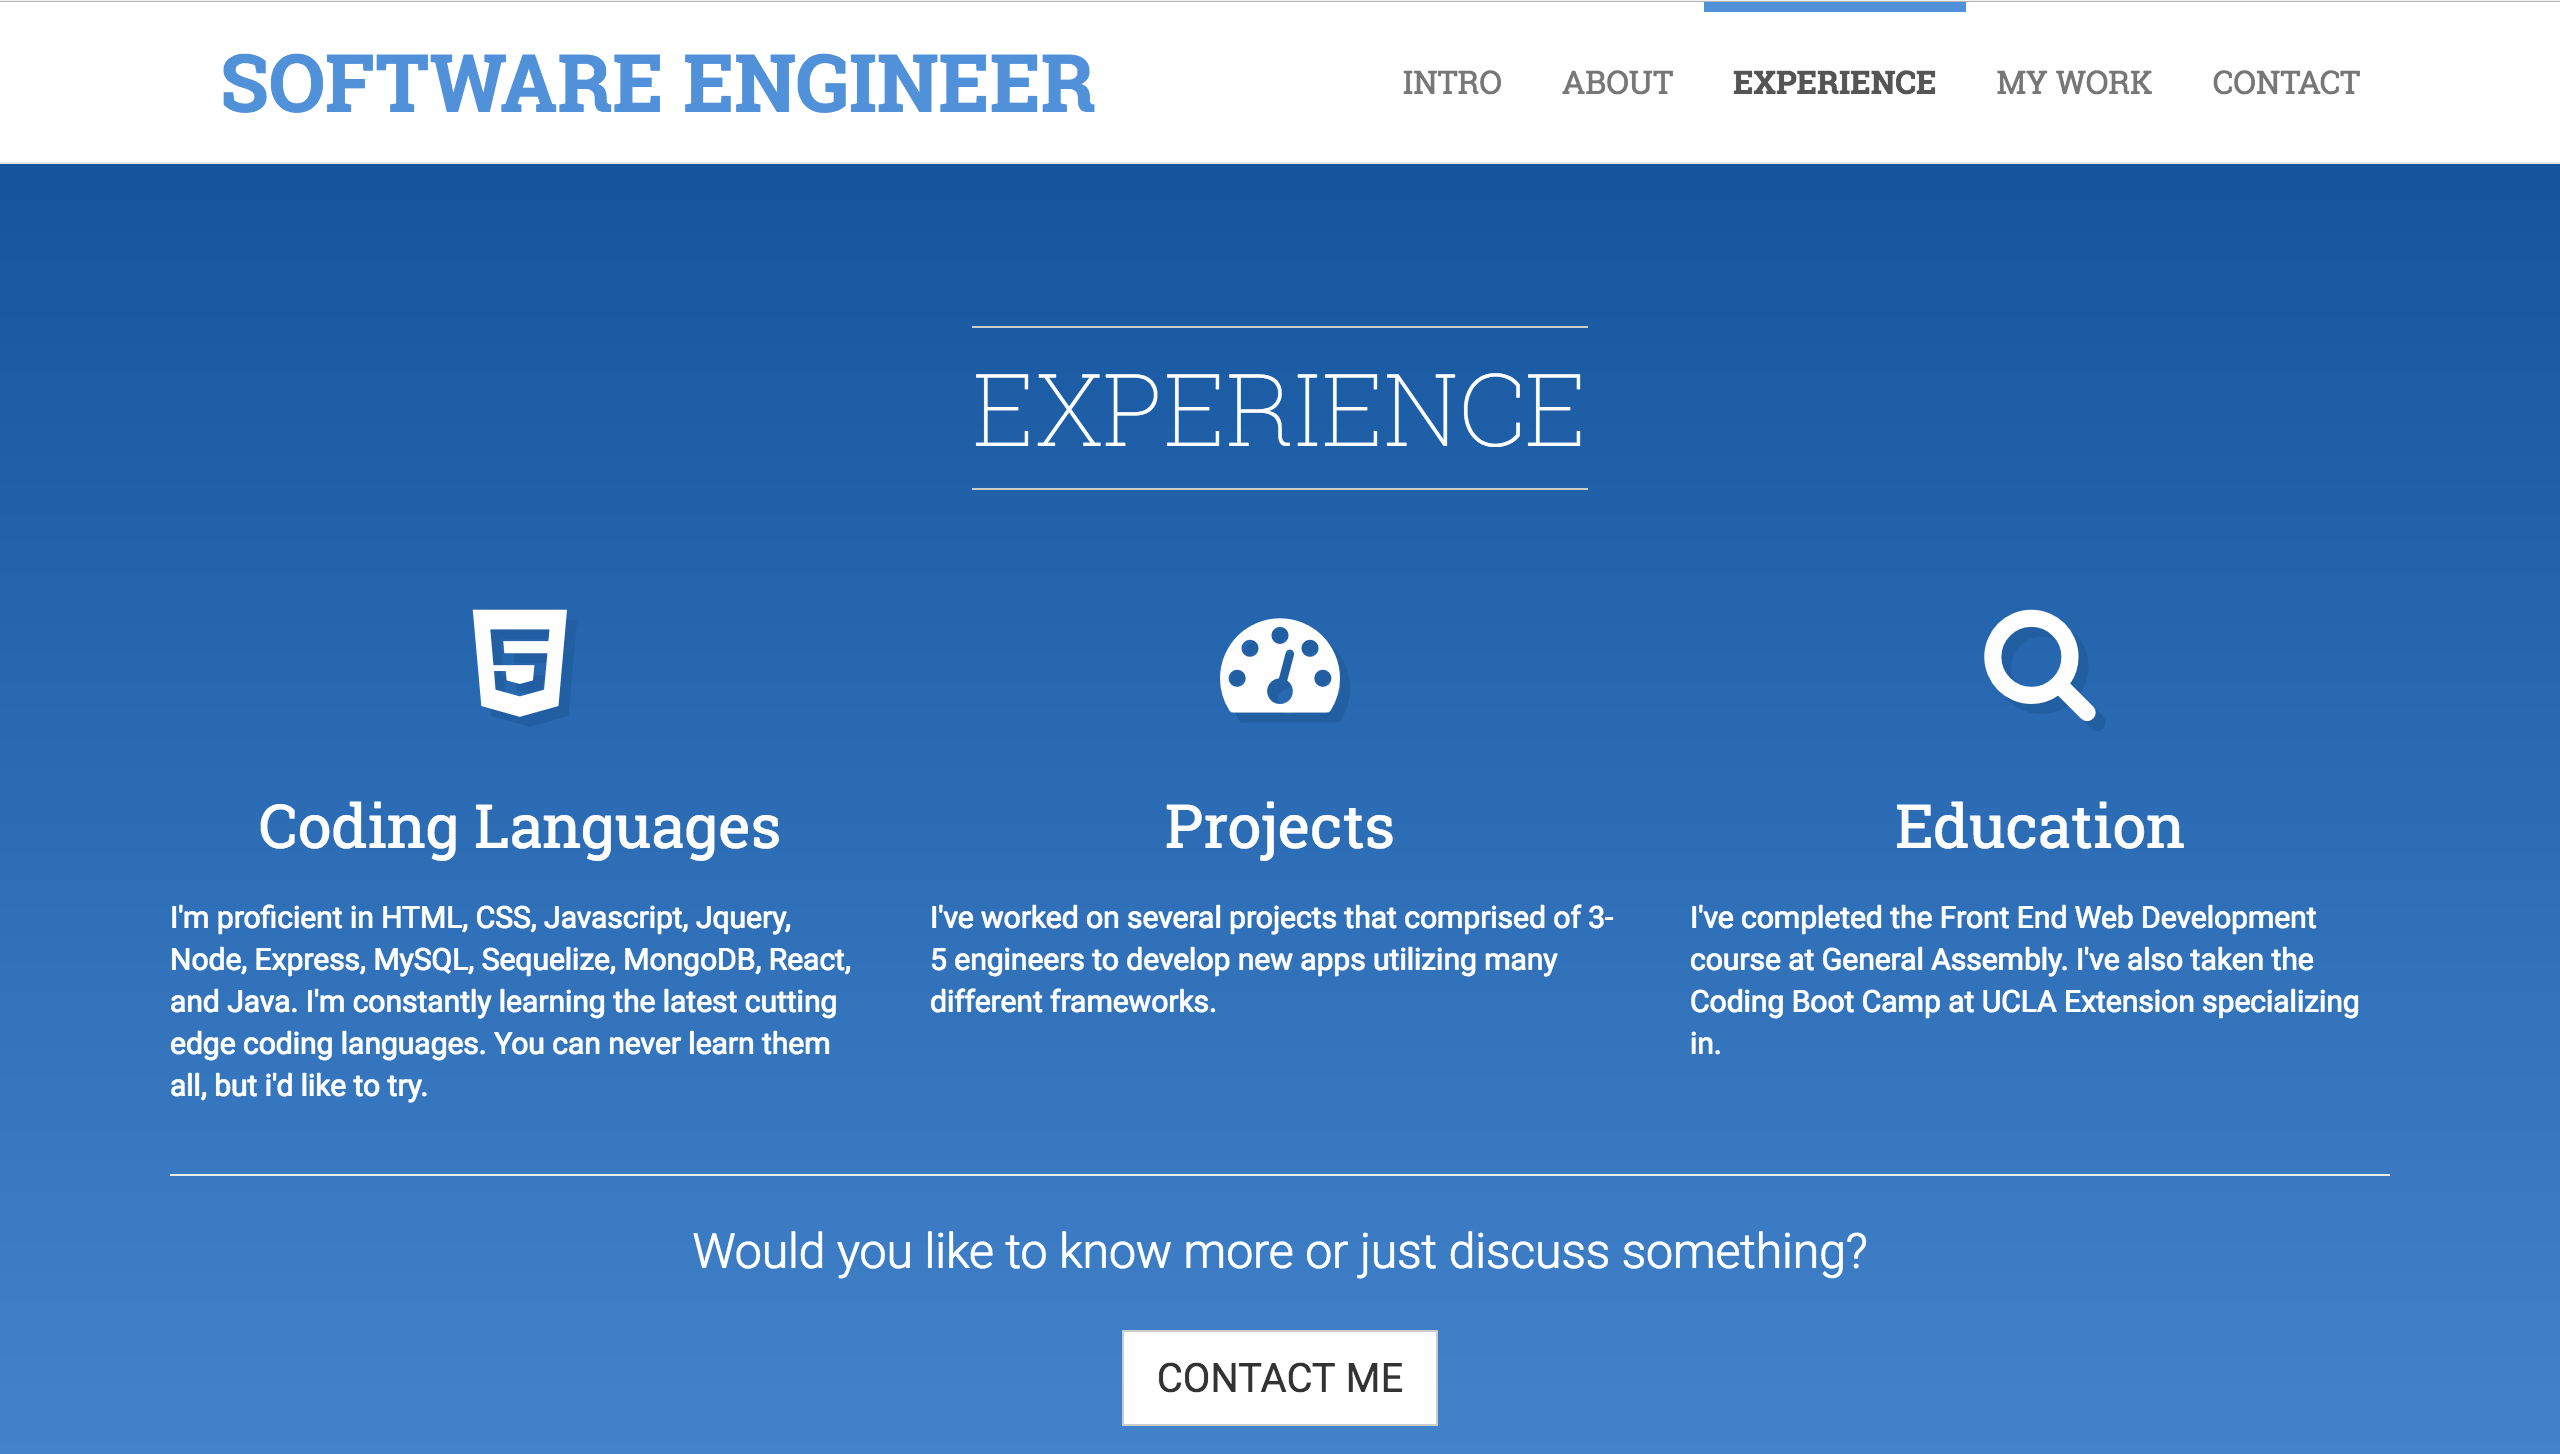 SOFTWARE ENGINEER
INTRO ABOUT EXPERIENCE MY WORK CONTACT
EXPERIENCE
Coding Languages
I'm proficient in HTML, CSS, Javascript, Jquery,
Node, Express, MySQL, Sequelize, MongoDB, React,
and Java. I'm constantly learning the latest cutting
edge coding languages. You can never learn them
all, but i'd like to try.
Projects
I've worked on several projects that comprised of 3-
5 engineers to develop new apps utilizing many
different frameworks.
Education
I've completed the Front End Web Development
course at General Assembly. I've also taken the
Coding Boot Camp at UCLA Extension specializing
in.
Would you like to know more or just discuss something?
CONTACT ME